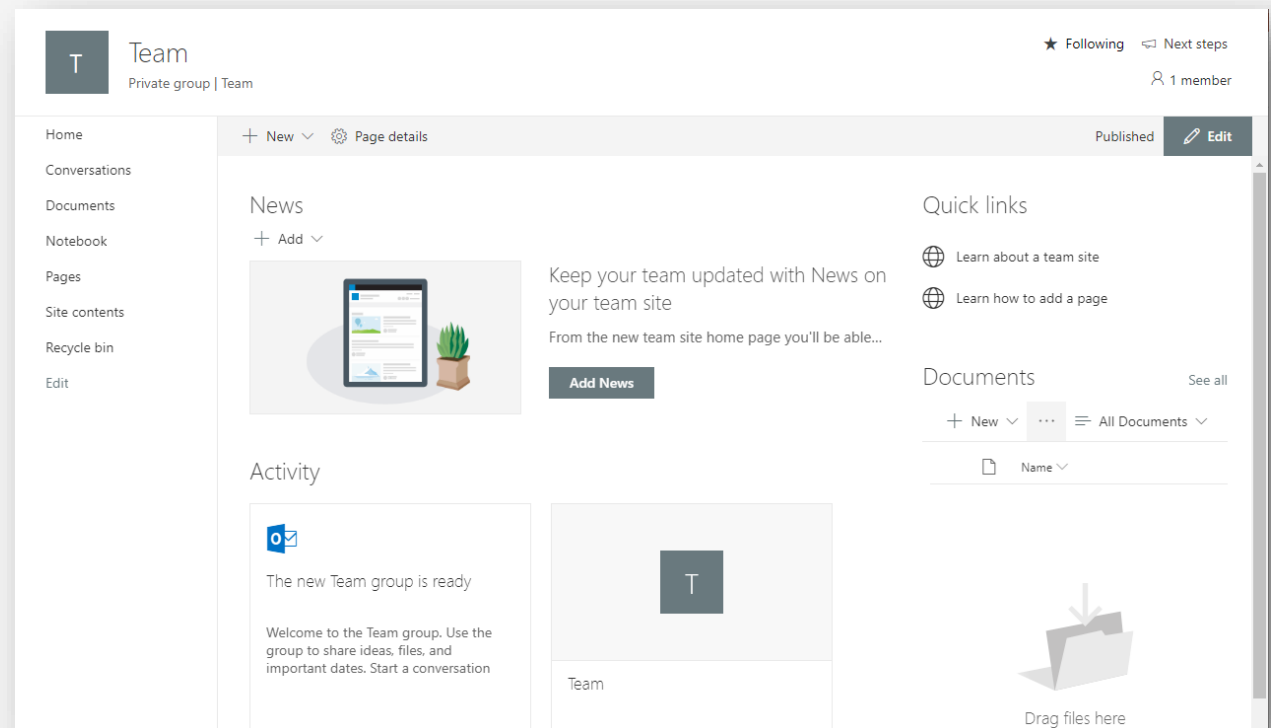 T
Team
Private group | Team
Following
Next steps
1 member
Home
Conversations
Documents
Notebook
Pages
Site contents
Recycle bin
Edit
New
Page details
Published
Edit
News
Add
Keep your team updated with News on
your team site
From the new team site home page you'll be able...
Add News
Activity
The new Team group is ready
Welcome to the Team group. Use the
group to share ideas, files, and
important dates. Start a conversation
T
Team
Quick links
Learn about a team site
Learn how to add a page
Documents
See all
New
All Documents
Name
Drag files here